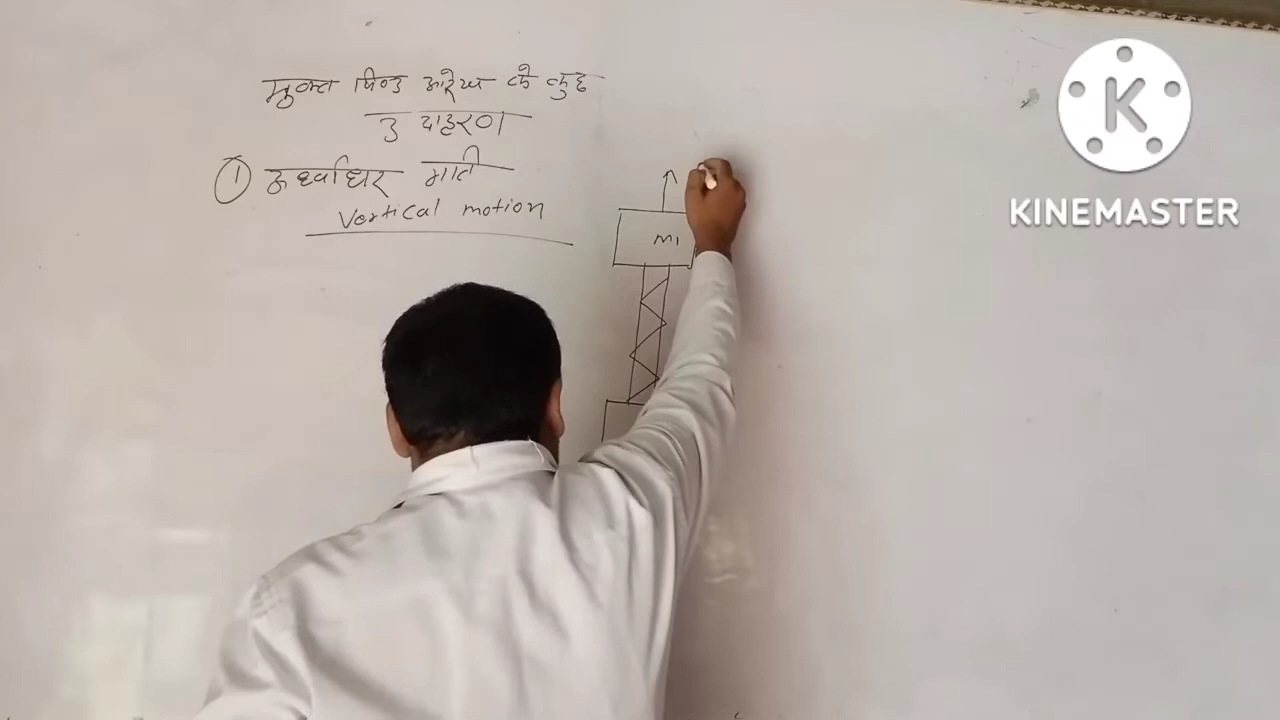 मुक्त पिण्ड आरेख के कुछ
उदाहरण
① ऊर्ध्वाधर गति
Vertical motion
m1
K
KINEMASTER